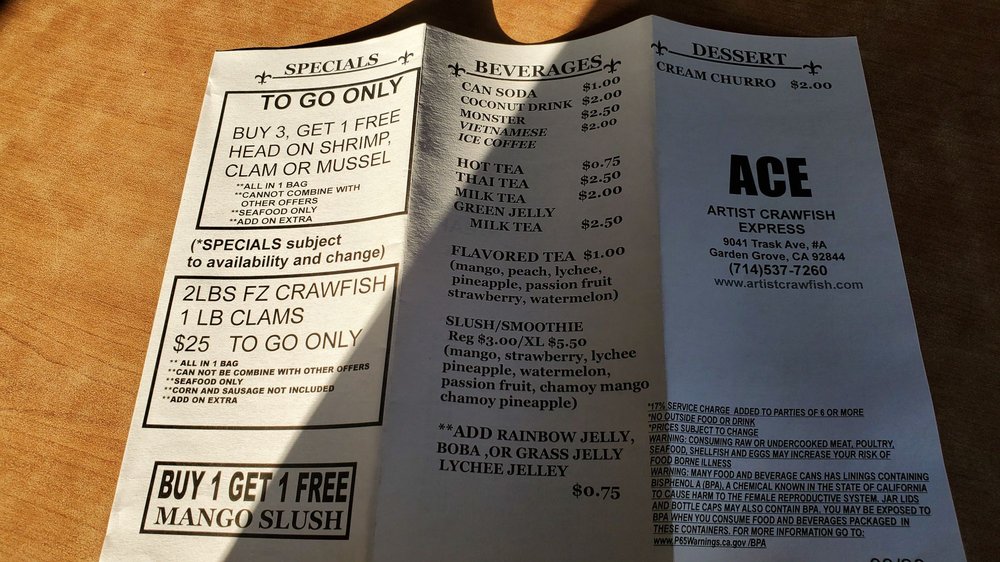 SPECIALS
TO GO ONLY
BUY 3, GET 1 FREE
HEAD ON SHRIMP,
CLAM OR MUSSEL
**ALL IN 1 BAG
**CANNOT COMBINE WITH
OTHER OFFERS
**SEAFOOD ONLY
**ADD ON EXTRA
(*SPECIALS subject
to availability and change)
2LBS FZ CRAWFISH
1 LB CLAMS
$25 TO GO ONLY
** ALL IN 1 BAG
**CAN NOT BE COMBINE WITH OTHER OFFERS
**SEAFOOD ONLY
**CORN AND SAUSAGE NOT INCLUDED
**ADD ON EXTRA
BUY 1 GET 1 FREE
MANGO SLUSH
BEVERAGES
CAN SODA $1.00
COCONUT DRINK $2.00
MONSTER $2.50
VIETNAMESE $2.00
ICE COFFEE
HOT TEA $0.75
THAI TEA $2.50
MILK TEA $2.00
GREEN JELLY
MILK TEA $2.50
FLAVORED TEA $1.00
(mango, peach, lychee,
pineapple, passion fruit
strawberry, watermelon)
SLUSH/SMOOTHIE
Reg $3.00/XL $5.50
(mango, strawberry, lychee
pineapple, watermelon,
passion fruit, chamoy mango
chamoy pineapple)
**ADD RAINBOW JELLY,
BOBA ,OR GRASS JELLY
LYCHEE JELLEY
$0.75
DESSERT
CREAM CHURRO $2.00
ACE
ARTIST CRAWFISH
EXPRESS
9041 Trask Ave, #A
Garden Grove, CA 92844
(714)537-7260
www.artistcrawfish.com
*17% SERVICE CHARGE ADDED TO PARTIES OF 6 OR MORE
*NO OUTSIDE FOOD OR DRINK
*PRICES SUBJECT TO CHANGE
WARNING: CONSUMING RAW OR UNDERCOOKED MEAT, POULTRY,
SEAFOOD, SHELLFISH AND EGGS MAY INCREASE YOUR RISK OF
FOOD BORNE ILLNESS
WARNING: MANY FOOD AND BEVERAGE CANS HAS LININGS CONTAINING
BISPHENOL A (BPA), A CHEMICAL KNOWN IN THE STATE OF CALIFORNIA
TO CAUSE HARM TO THE FEMALE REPRODUCTIVE SYSTEM. JAR LIDS
AND BOTTLE CAPS MAY ALSO CONTAIN BPA. YOU MAY BE EXPOSED TO
BPA WHEN YOU CONSUME FOOD AND BEVERAGES PACKAGED IN
THESE CONTAINERS. FOR MORE INFORMATION GO TO:
www.P65Warnings.ca.gov /BPA